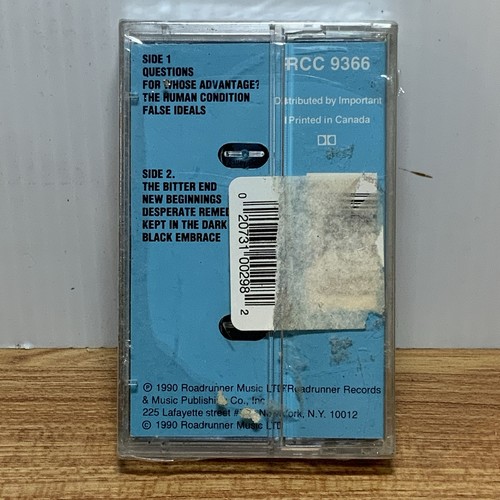 SIDE 1
QUESTIONS
FOR WHOSE ADVANTAGE?
THE HUMAN CONDITION
FALSE IDEALS
SIDE 2.
THE BITTER END
NEW BEGINNINGS
DESPERATE REMED
KEPT IN THE DARK
BLACK EMBRACE
RCC 9366
Distributed by Important
Printed in Canada
0 20731 00298 2
℗ 1990 Roadrunner Music LTD Roadrunner Records
& Music Publishing Co., Inc
225 Lafayette street # New York, N.Y. 10012
© 1990 Roadrunner Music LTD